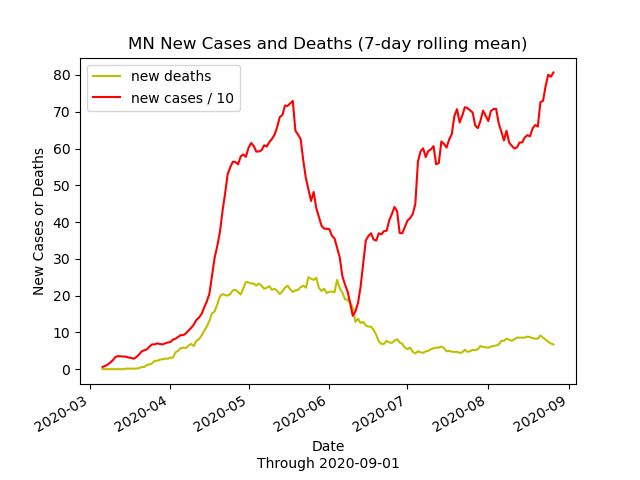 MN New Cases and Deaths (7-day rolling mean)
new deaths
new cases / 10
80
70
60
50
40
30
20
10
0
New Cases or Deaths
2020-03
2020-04
2020-05
2020-06
2020-07
2020-08
2020-09
Date
Through 2020-09-01